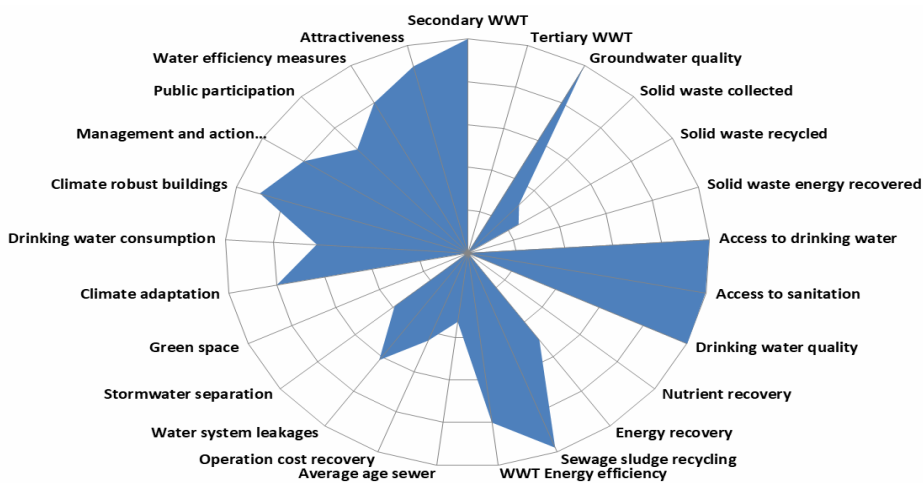 Secondary WWT
Attractiveness
Tertiary WWT
Water efficiency measures
Groundwater quality
Public participation
Solid waste collected
Management and action...
Solid waste recycled
Climate robust buildings
Solid waste energy recovered
Drinking water consumption
Access to drinking water
Climate adaptation
Access to sanitation
Green space
Drinking water quality
Stormwater separation
Nutrient recovery
Water system leakages
Energy recovery
Operation cost recovery
Sewage sludge recycling
Average age sewer
WWT Energy efficiency